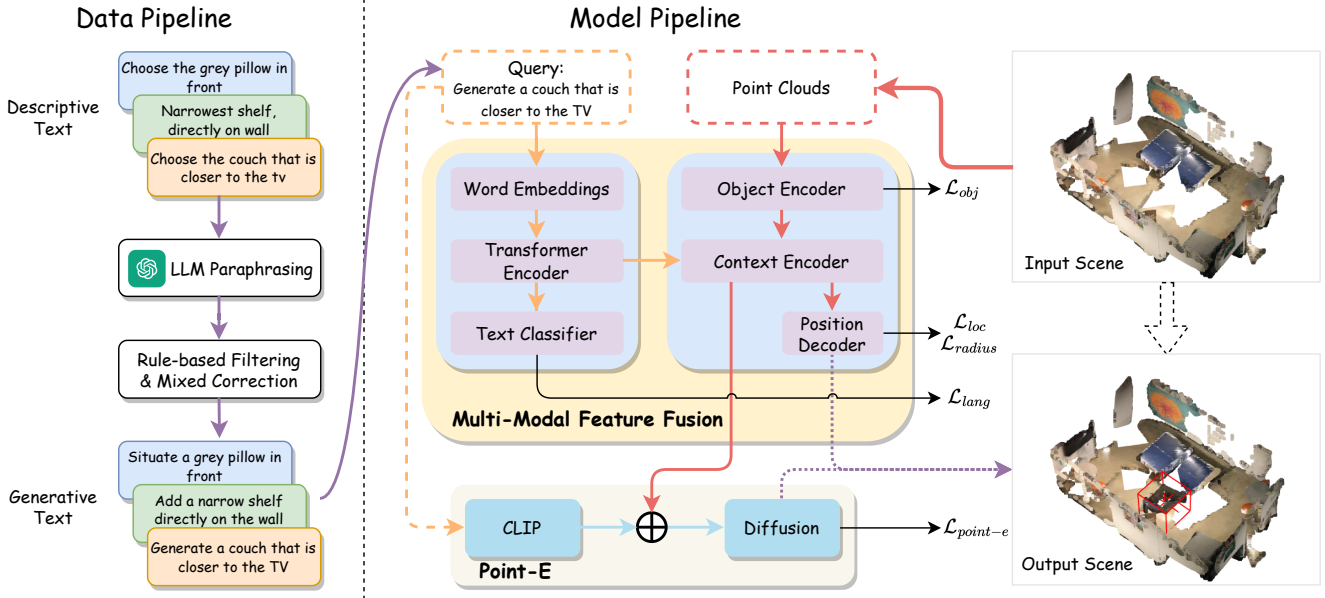 Data Pipeline
Descriptive
Text
Choose the grey pillow in
front
Narrowest shelf,
directly on wall
Choose the couch that is
closer to the tv
LLM Paraphrasing
Rule-based Filtering
& Mixed Correction
Generative
Text
Situate a grey pillow in
front
Add a narrow shelf
directly on the wall
Generate a couch that is
closer to the TV
Model Pipeline
Query:
Generate a couch that is
closer to the TV
Point Clouds
Word Embeddings
Transformer
Encoder
Text Classifier
Object Encoder
Context Encoder
Position
Decoder
Multi-Modal Feature Fusion
ℒobj
ℒloc
ℒradius
ℒlang
CLIP
Diffusion
Point-E
ℒpoint−e
Input Scene
Output Scene